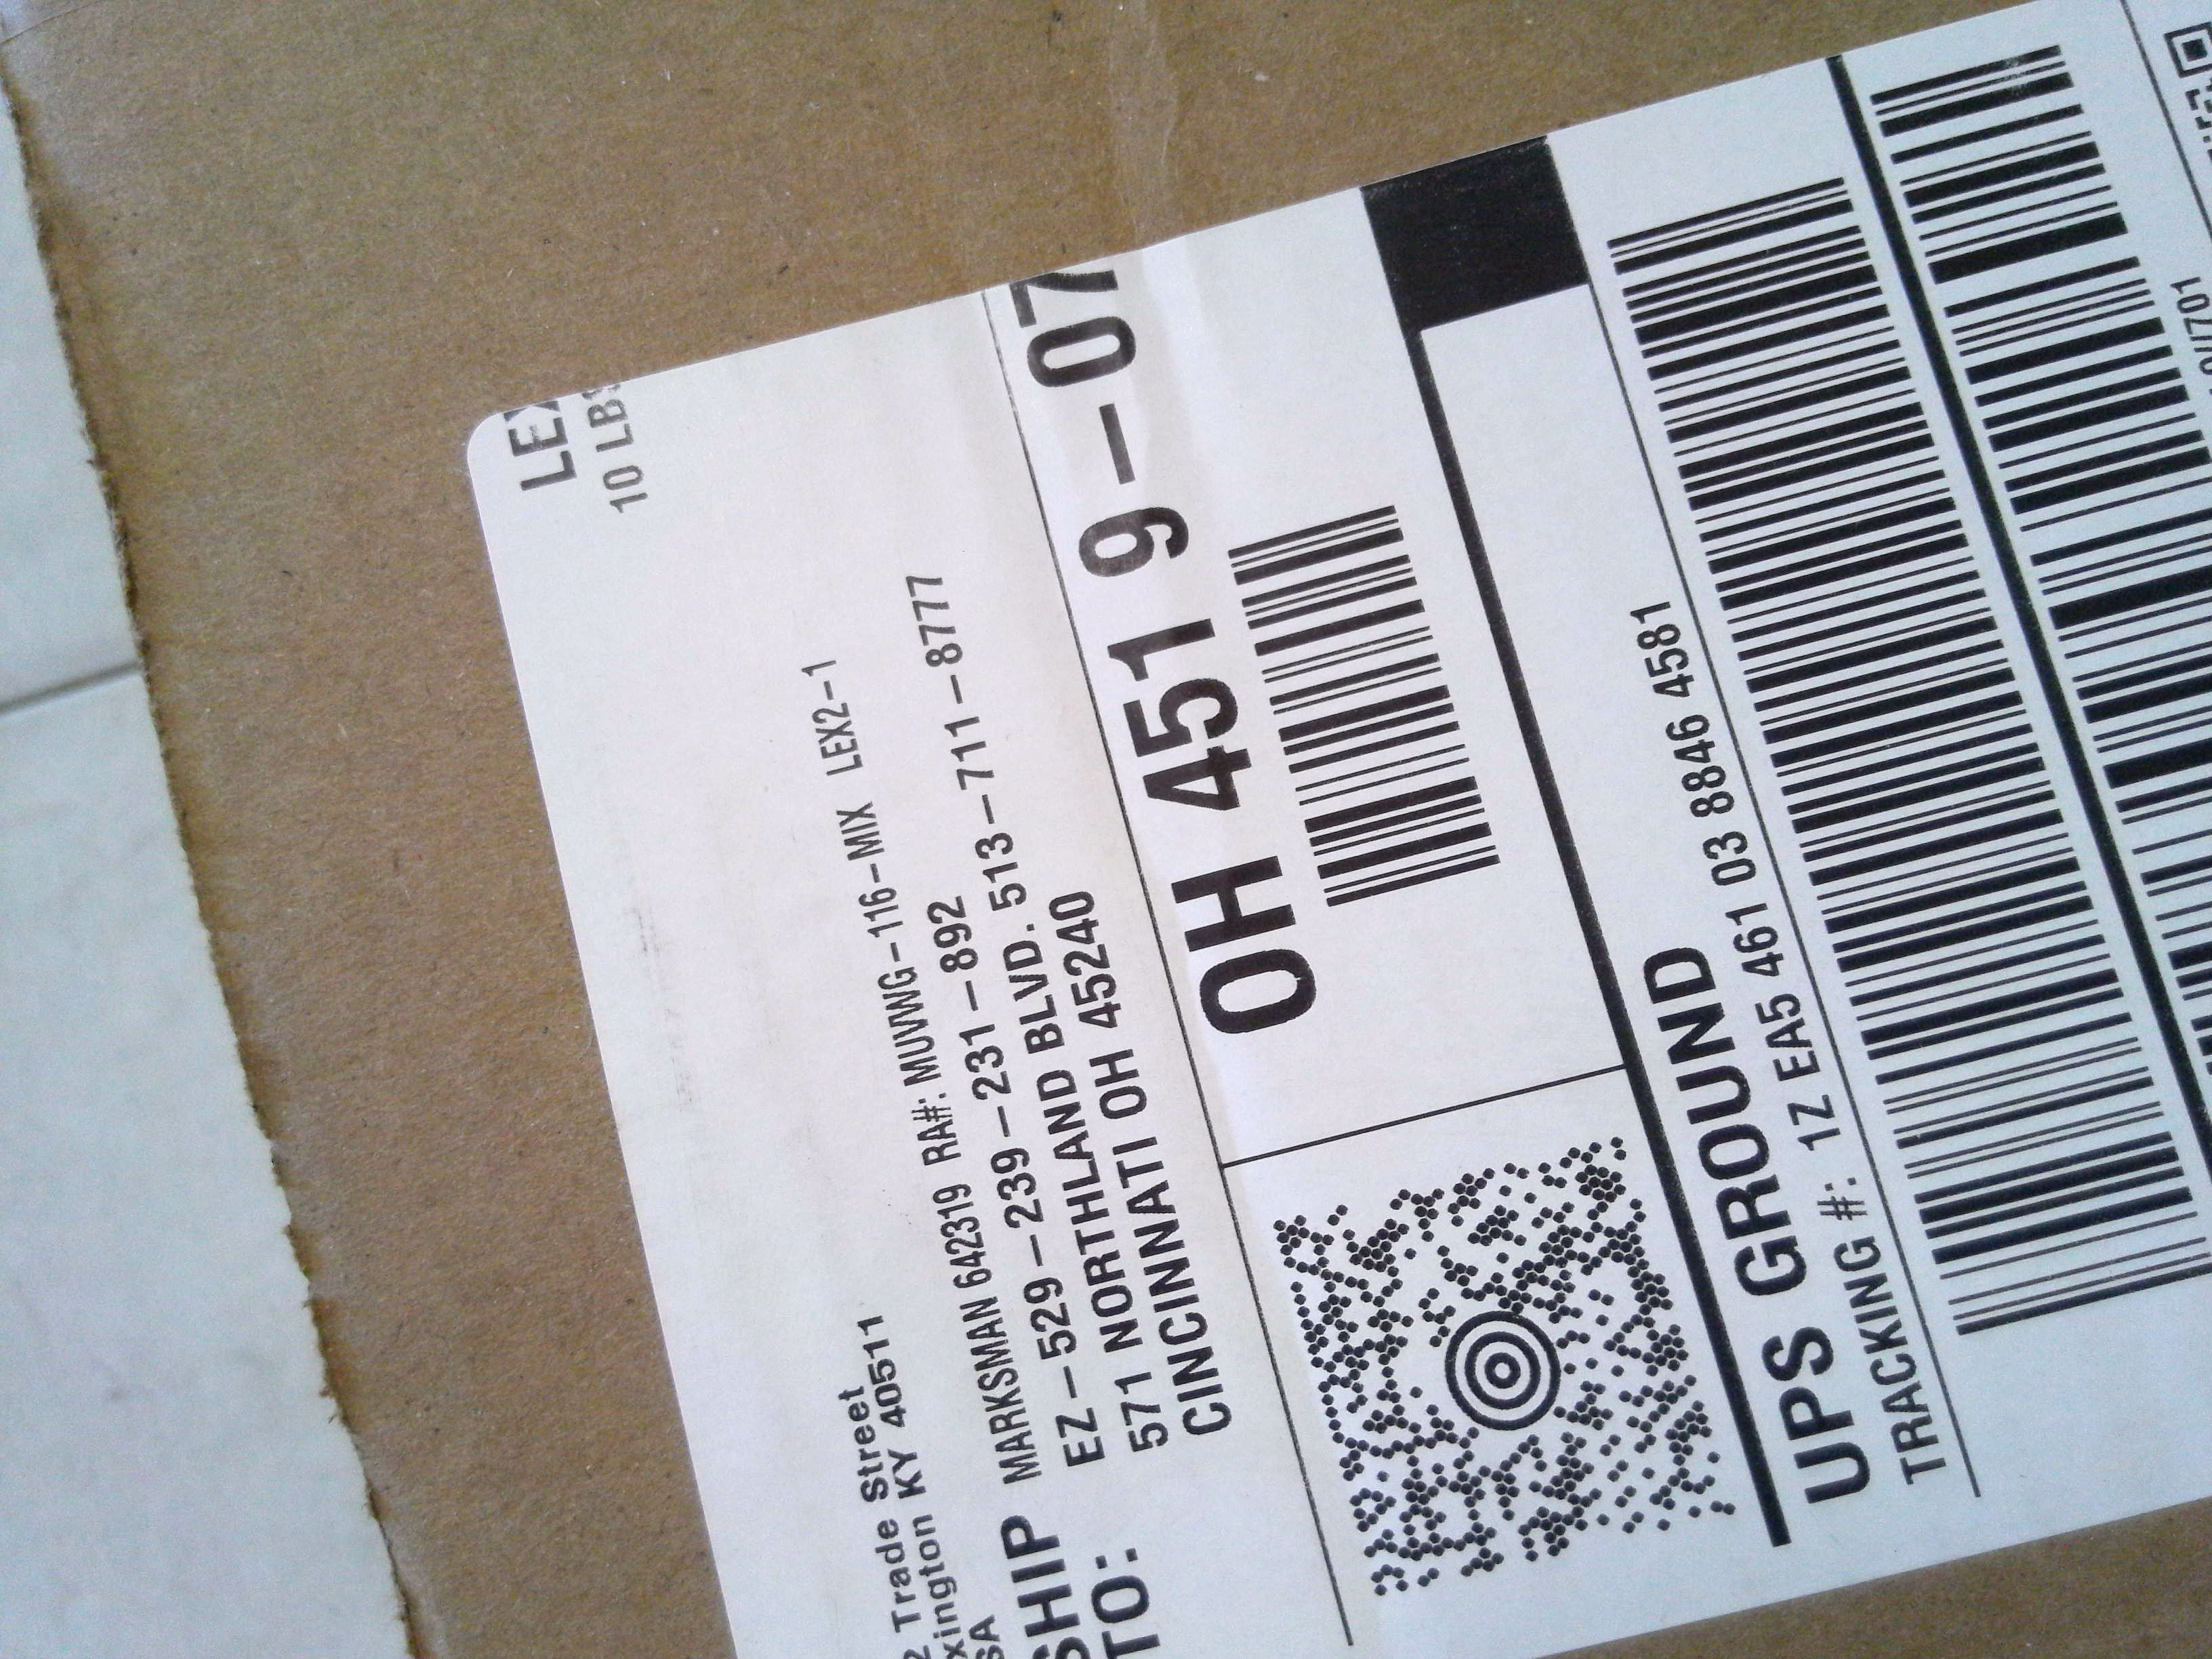 LEX
10 LBS
2 Trade Street
xington KY 40511
SA
SHIP
TO:
MARKSMAN 642319 RA#: MUVWG-116-MIX LEX2-1
EZ-529-239-231-892
571 NORTHLAND BLVD. 513-711-8777
CINCINNATI OH 45240
OH 451 9-07
UPS GROUND
TRACKING #: 1Z EA5 461 03 8846 4581